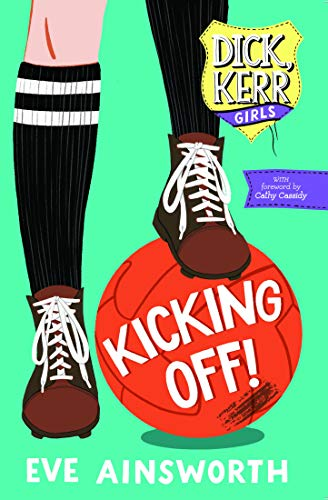 DICK,
KERR
GIRLS
WITH
foreword by
Cathy Cassidy
KICKING
OFF!
EVE AINSWORTH